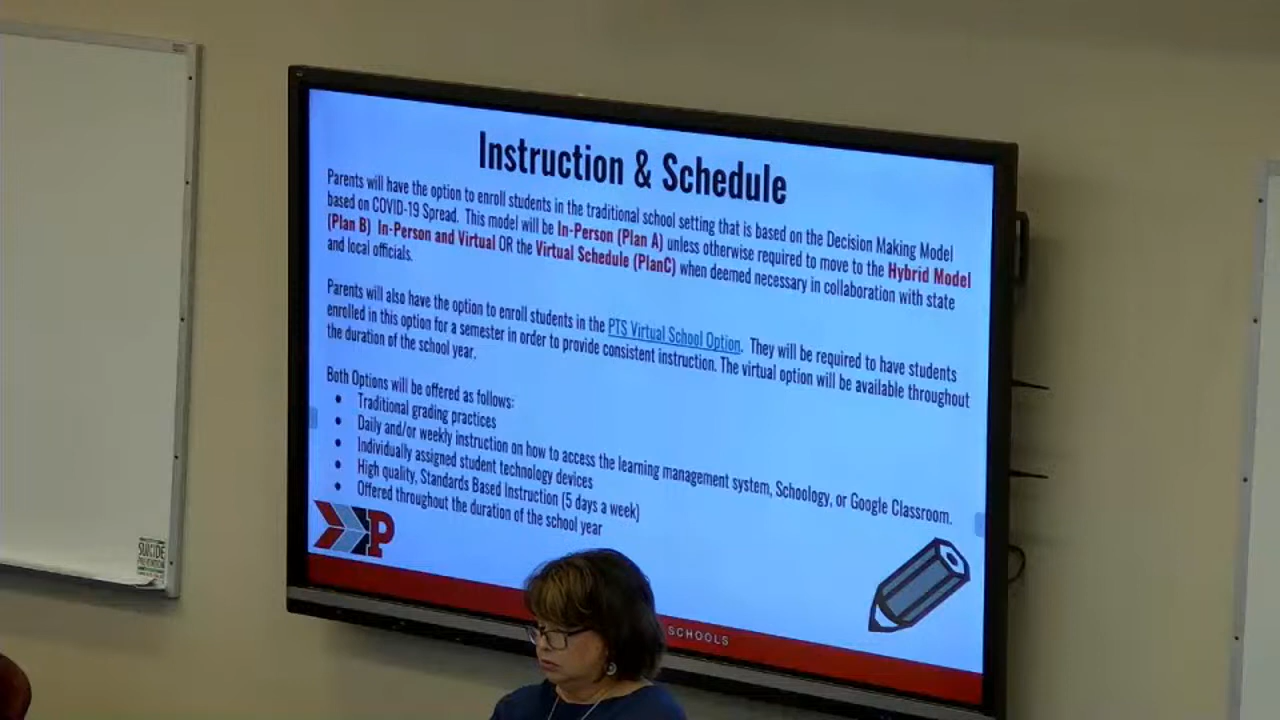 Instruction & Schedule
Parents will have the option to enroll students in the traditional school setting that is based on the Decision Making Model
based on COVID-19 Spread. This model will be In-Person (Plan A) unless otherwise required to move to the Hybrid Model
(Plan B) In-Person and Virtual OR the Virtual Schedule (PlanC) when deemed necessary in collaboration with state
and local officials.
Parents will also have the option to enroll students in the PTS Virtual School Option. They will be required to have students
enrolled in this option for a semester in order to provide consistent instruction. The virtual option will be available throughout
the duration of the school year.
Both Options will be offered as follows:
• Traditional grading practices
• Daily and/or weekly instruction on how to access the learning management system, Schoology, or Google Classroom.
• Individually assigned student technology devices
• High quality, Standards Based Instruction (5 days a week)
• Offered throughout the duration of the school year
P
SCHOOLS
SUICIDE
PREVENTION